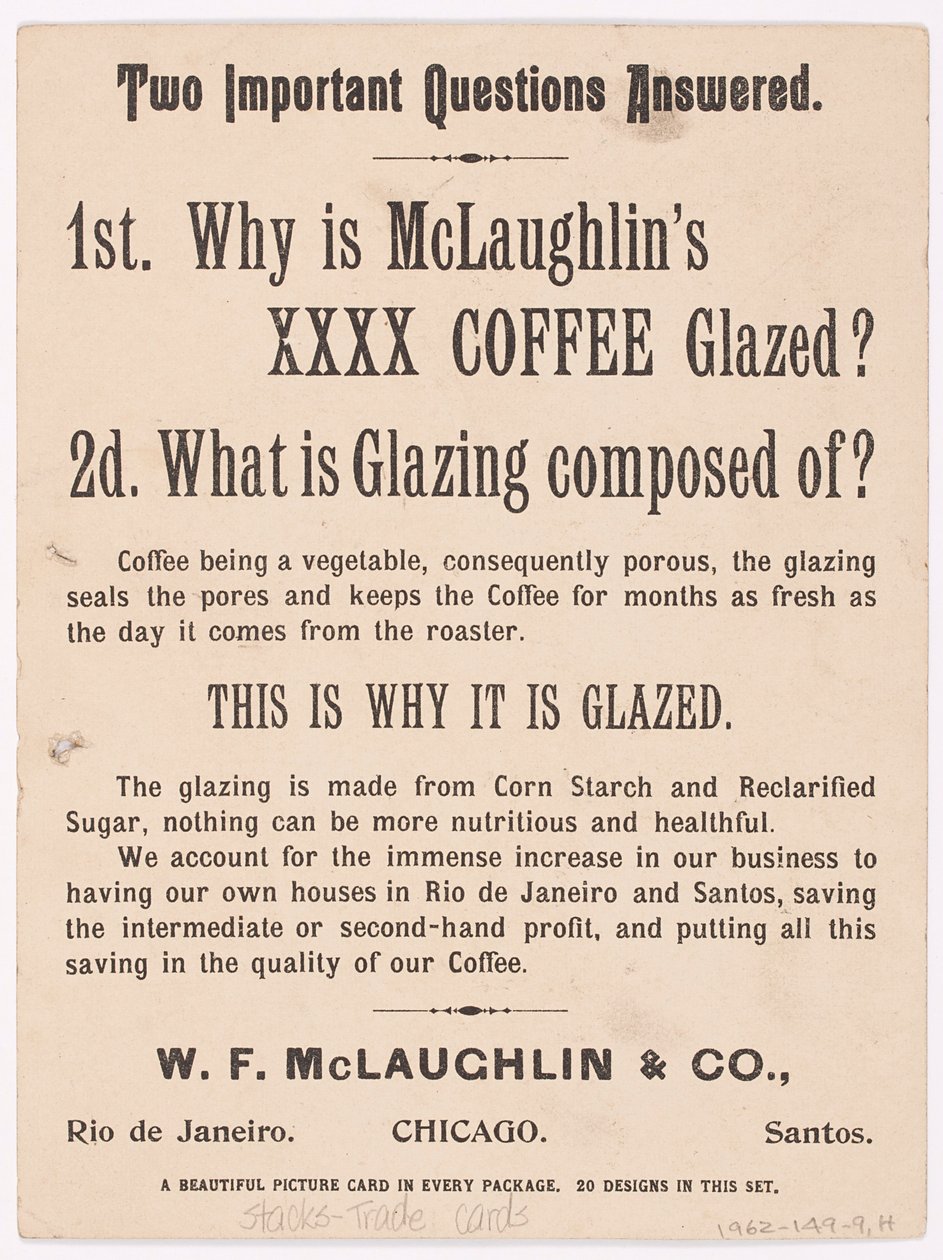 Two Important Questions Answered.
1st. Why is McLaughlin's
XXXX COFFEE Glazed?
2d. What is Glazing composed of?
Coffee being a vegetable, consequently porous, the glazing
seals the pores and keeps the Coffee for months as fresh as
the day it comes from the roaster.
THIS IS WHY IT IS GLAZED.
The glazing is made from Corn Starch and Reclarified
Sugar, nothing can be more nutritious and healthful.
We account for the immense increase in our business to
having our own houses in Rio de Janeiro and Santos, saving
the intermediate or second-hand profit, and putting all this
saving in the quality of our Coffee.
W. F. McLAUGHLIN & CO.,
Rio de Janeiro. CHICAGO. Santos.
A BEAUTIFUL PICTURE CARD IN EVERY PACKAGE. 20 DESIGNS IN THIS SET.
Stacks-Trade cards
1962-149-9, H